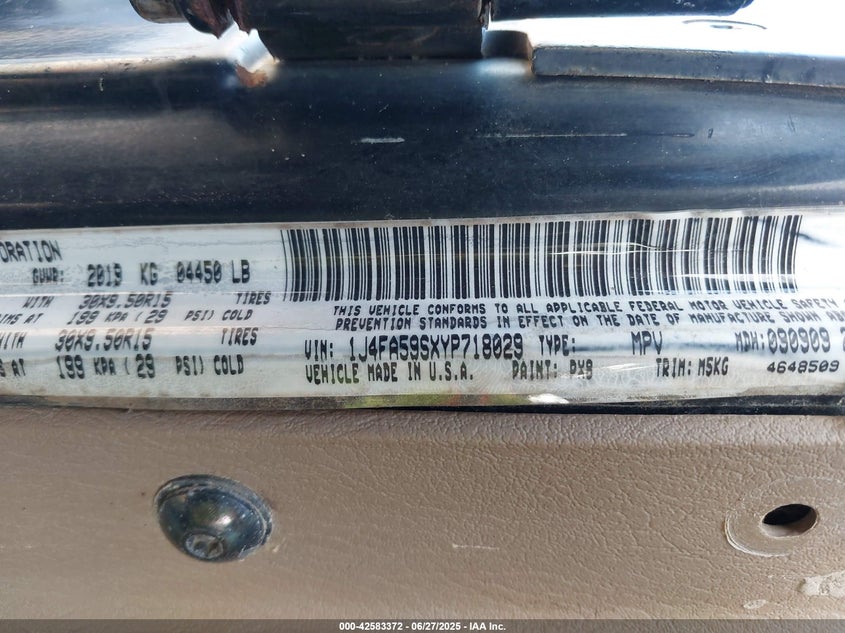 ORATION
GVWR: 2019 KG 04450 LB
WITH 30X9.50R15 TIRES
IMS AT 199 KPA ( 29 PSI) COLD
WITH 30X9.50R15 TIRES
S AT 199 KPA ( 29 PSI) COLD
THIS VEHICLE CONFORMS TO ALL APPLICABLE FEDERAL MOTOR VEHICLE SAFETY
PREVENTION STANDARDS IN EFFECT ON THE DATE OF MANUFACTURE SHOWN AB
VIN: 1J4FA59SXYP718029 TYPE: MPV MDH: 090909
VEHICLE MADE IN U.S.A. PAINT: PX8 TRIM: M5KG
4648509
000-42583372 • 06/27/2025 • IAA Inc.